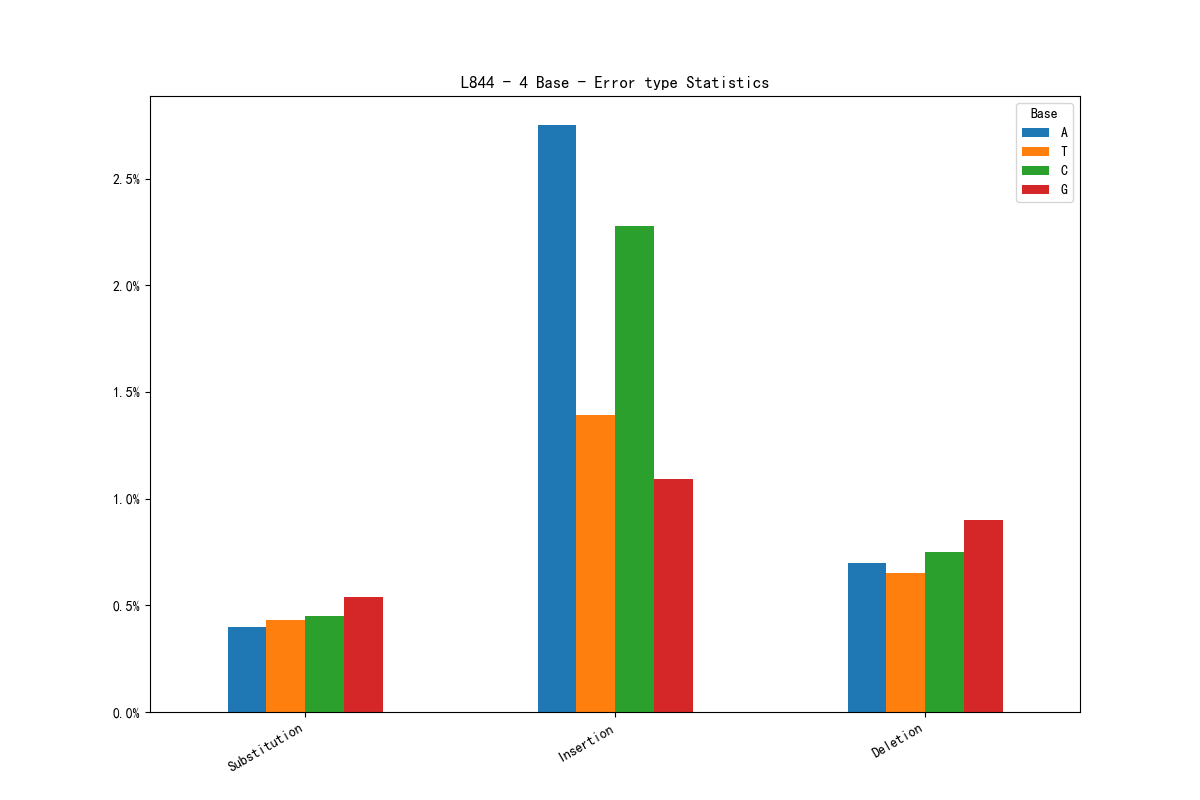 L844 - 4 Base - Error type Statistics
Base
A
T
C
G
2.5%
2.0%
1.5%
1.0%
0.5%
0.0%
Substitution
Insertion
Deletion